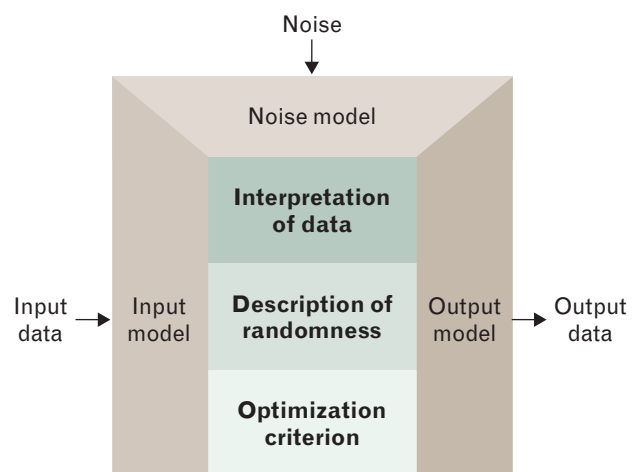 Noise
Noise model
Interpretation
of data
Input
data
Input
model
Description of
randomness
Output
model
Output
data
Optimization
criterion